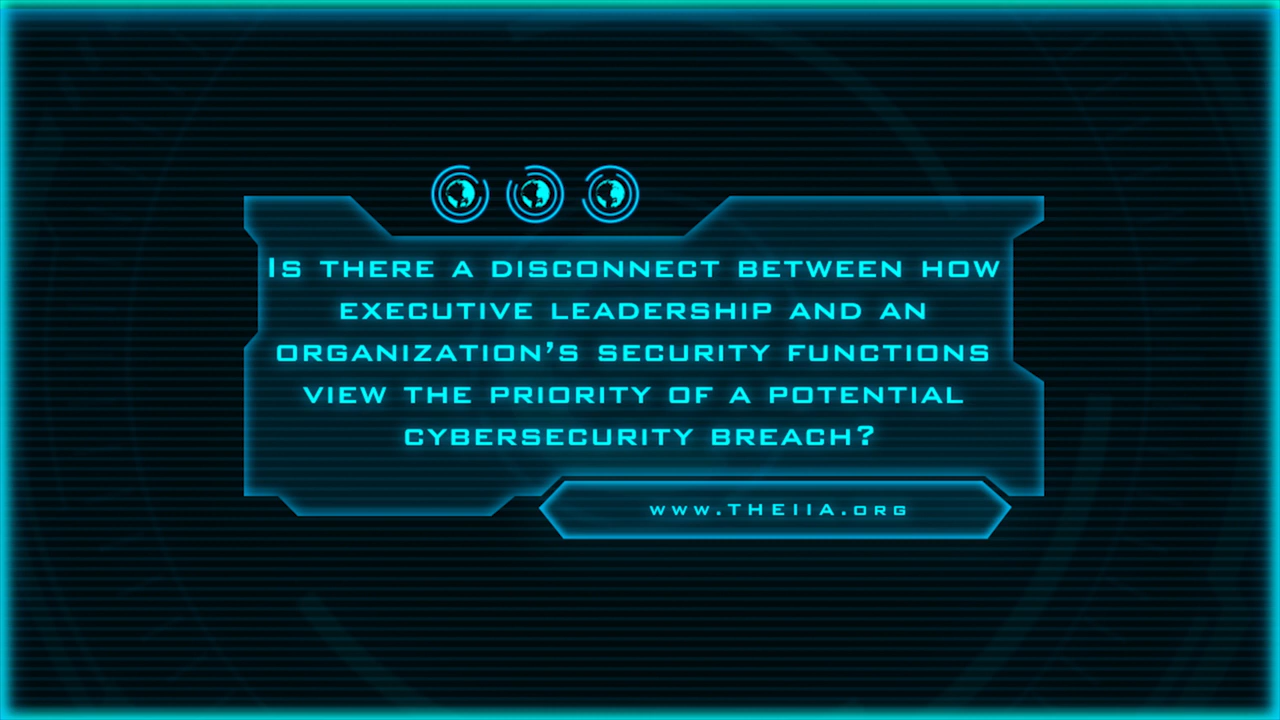 Is there a disconnect between how
executive leadership and an
organization's security functions
view the priority of a potential
cybersecurity breach?
www.THEIIA.org